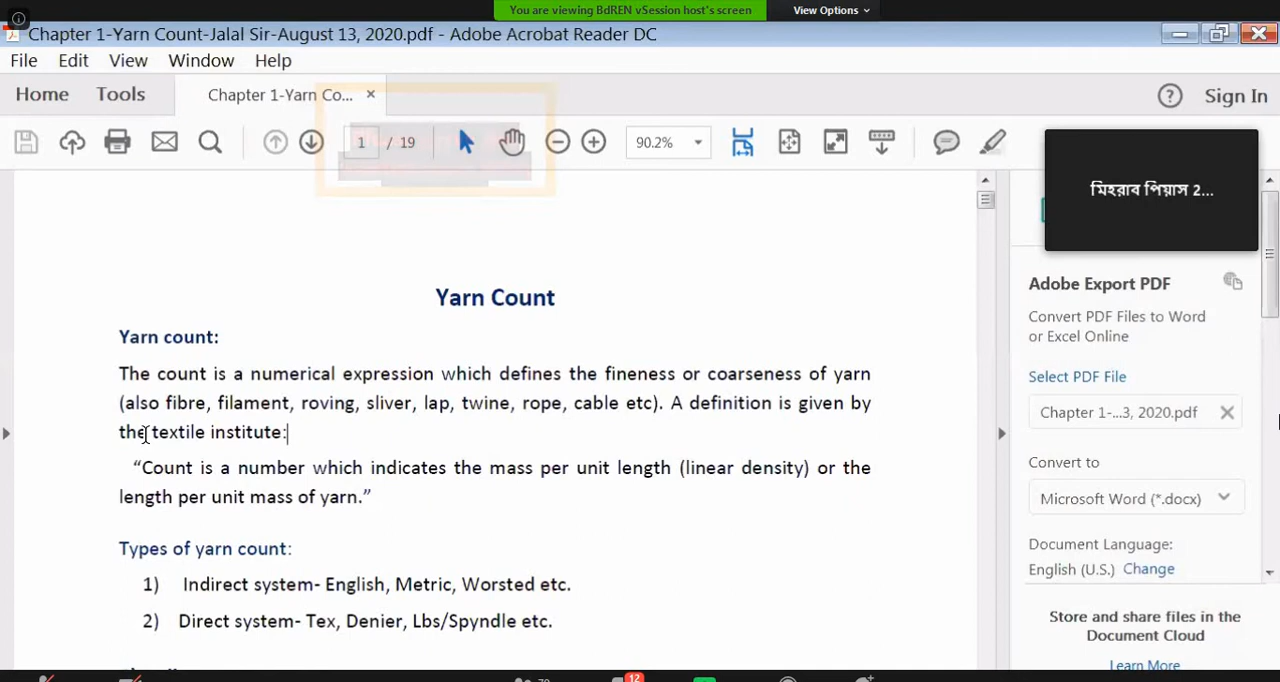 You are viewing BdREN vSession host's screen
View Options
Chapter 1-Yarn Count-Jalal Sir-August 13, 2020.pdf - Adobe Acrobat Reader DC
File Edit View Window Help
Home Tools Chapter 1-Yarn Co... × Sign In
1 / 19 90.2%
মিহরাব পিয়াস 2...
Yarn Count
Yarn count:
The count is a numerical expression which defines the fineness or coarseness of yarn
(also fibre, filament, roving, sliver, lap, twine, rope, cable etc). A definition is given by
the textile institute:
“Count is a number which indicates the mass per unit length (linear density) or the
length per unit mass of yarn.”
Types of yarn count:
1) Indirect system- English, Metric, Worsted etc.
2) Direct system- Tex, Denier, Lbs/Spyndle etc.
Adobe Export PDF
Convert PDF Files to Word
or Excel Online
Select PDF File
Chapter 1-...3, 2020.pdf
Convert to
Microsoft Word (*.docx)
Document Language:
English (U.S.) Change
Store and share files in the
Document Cloud
Learn More
12